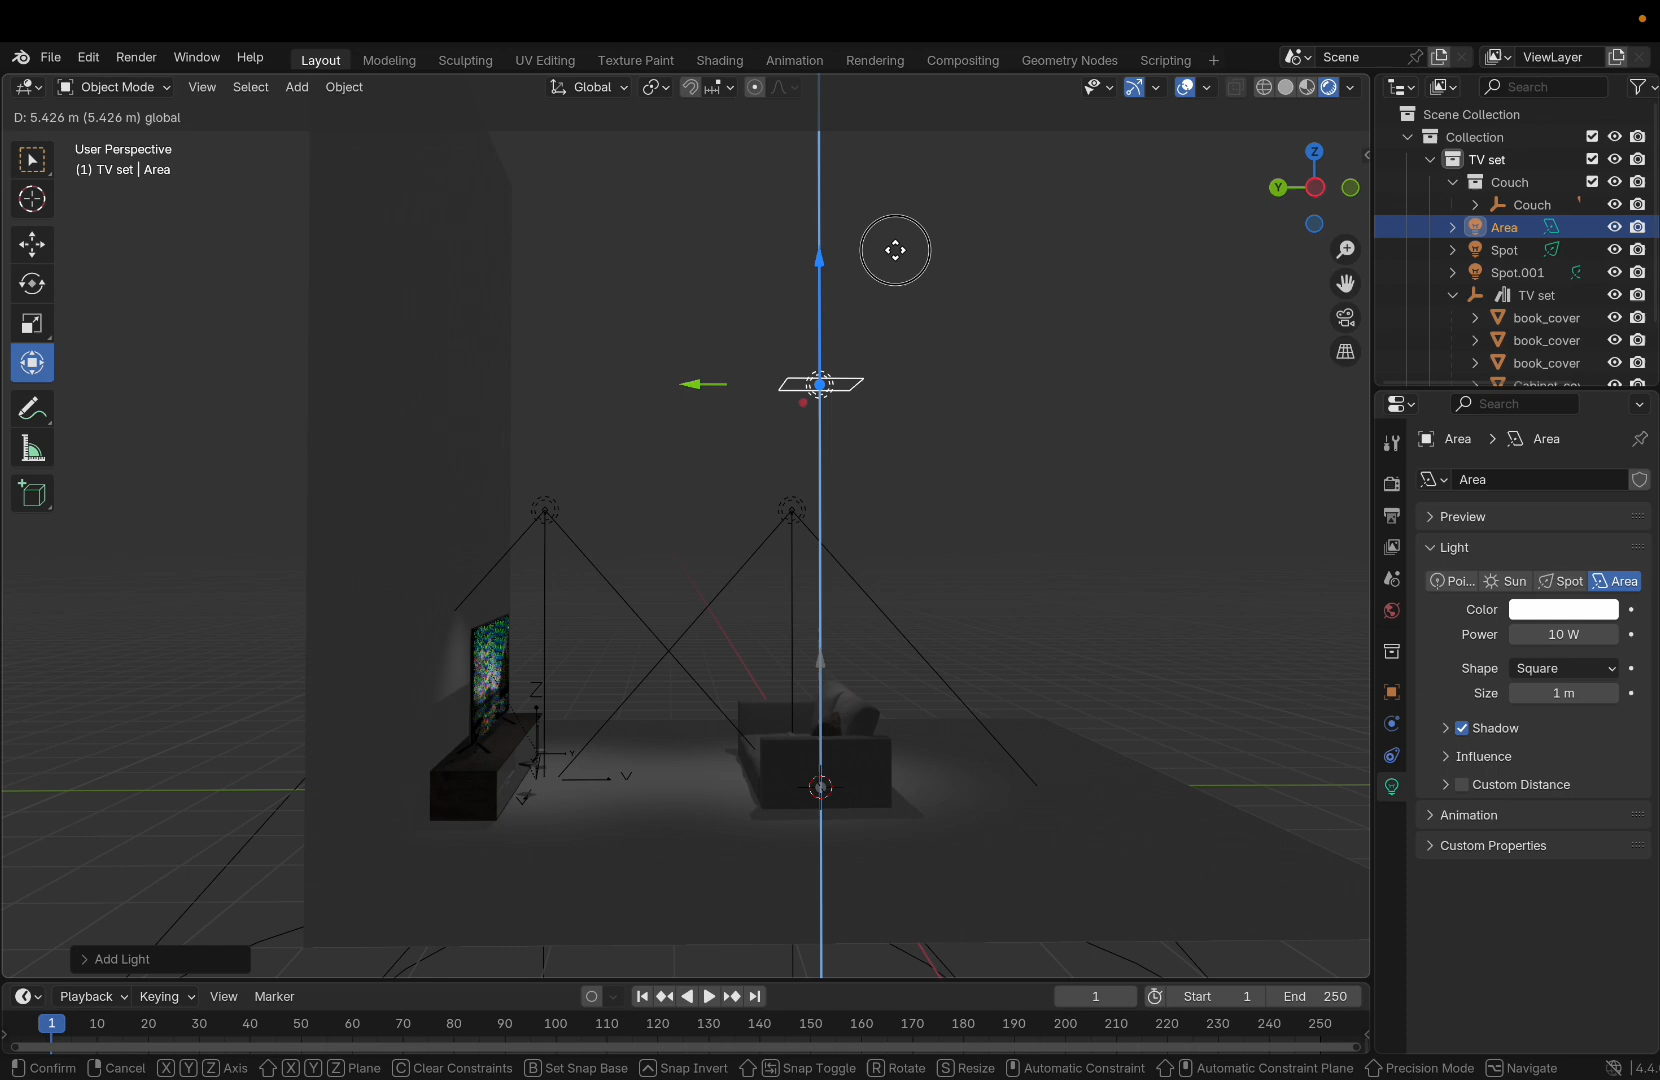 File Edit Render Window Help Layout Modeling Sculpting UV Editing Texture Paint Shading Animation Rendering Compositing Geometry Nodes Scripting + Scene ViewLayer
Object Mode View Select Add Object Global Search
D: 5.426 m (5.426 m) global
User Perspective
(1) TV set | Area
Z
Y
Scene Collection
Collection
TV set
Couch
Couch
Area
Spot
Spot.001
TV set
book_cover
book_cover
book_cover
Search
Area > Area
Area
Preview
Light
Poi... Sun Spot Area
Color
Power 10 W
Shape Square
Size 1 m
Shadow
Influence
Custom Distance
Animation
Custom Properties
Add Light
Playback Keying View Marker 1 Start 1 End 250
1 10 20 30 40 50 60 70 80 90 100 110 120 130 140 150 160 170 180 190 200 210 220 230 240 250
Confirm Cancel X Y Z Axis X Y Z Plane C Clear Constraints B Set Snap Base Snap Invert Snap Toggle R Rotate S Resize Automatic Constraint Automatic Constraint Plane Precision Mode Navigate 4.4.